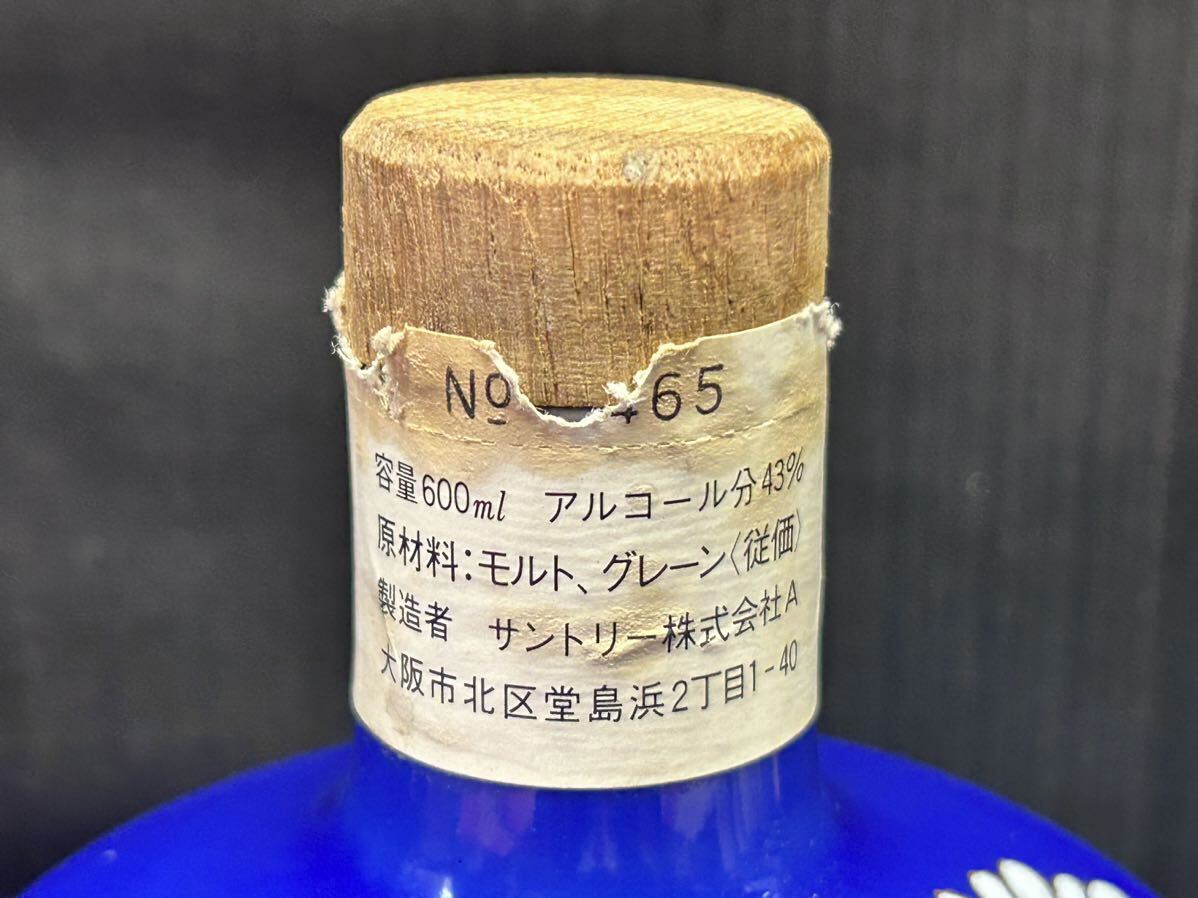 Nº 465
容量600ml アルコール分43%
原材料:モルト、グレーン〈従価〉
製造者 サントリー株式会社A
大阪市北区堂島浜2丁目1-40